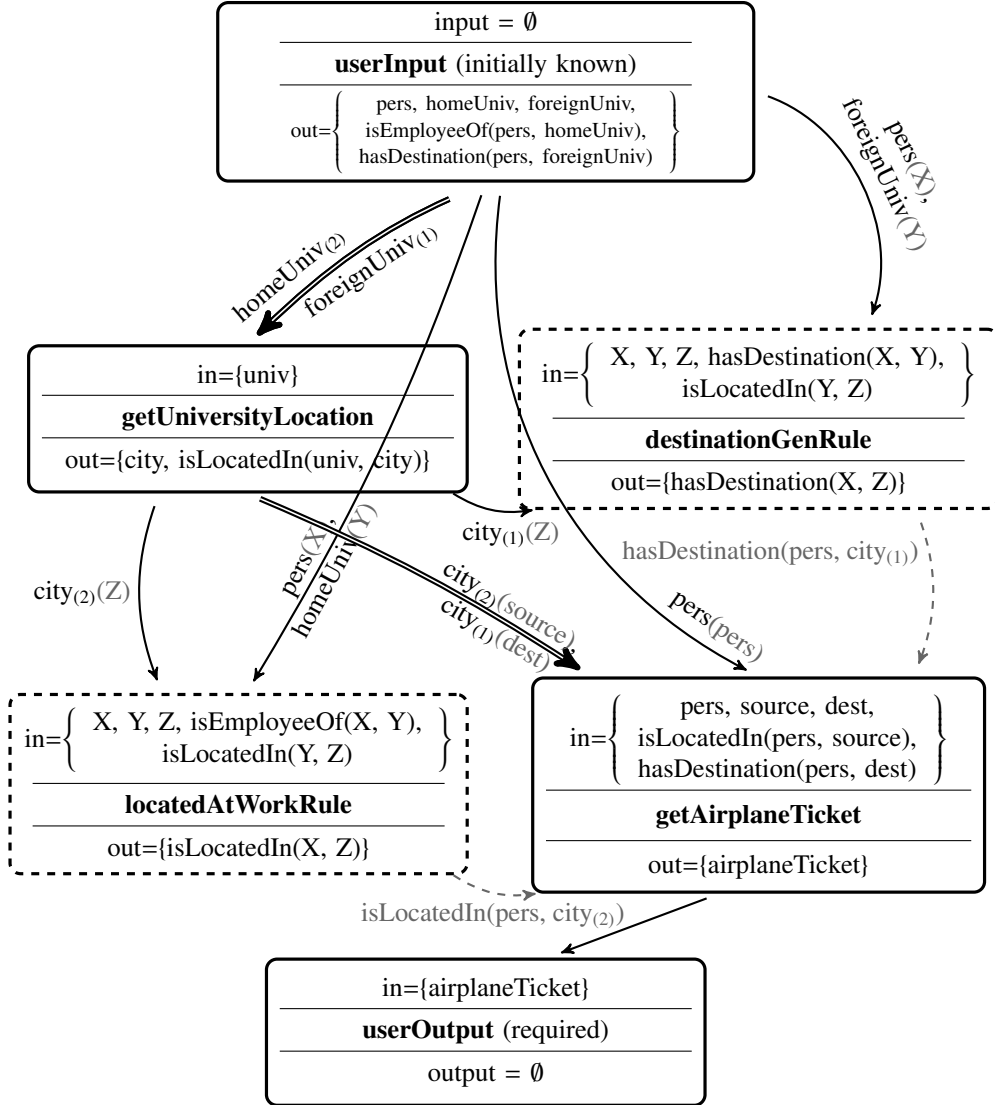 input = ∅
userInput (initially known)
out={ pers, homeUniv, foreignUniv,
isEmployeeOf(pers, homeUniv),
hasDestination(pers, foreignUniv) }
pers(X),
foreignUniv(Y)
homeUniv(2)
foreignUniv(1)
in={univ}
getUniversityLocation
out={city, isLocatedIn(univ, city)}
in={ X, Y, Z, hasDestination(X, Y),
isLocatedIn(Y, Z) }
destinationGenRule
out={hasDestination(X, Z)}
city(1)(Z)
pers(X),
homeUniv(Y)
city(2)(Z)
city(2)(source),
city(1)(dest)
pers(pers)
hasDestination(pers, city(1))
in={ X, Y, Z, isEmployeeOf(X, Y),
isLocatedIn(Y, Z) }
locatedAtWorkRule
out={isLocatedIn(X, Z)}
in={ pers, source, dest,
isLocatedIn(pers, source),
hasDestination(pers, dest) }
getAirplaneTicket
out={airplaneTicket}
isLocatedIn(pers, city(2))
in={airplaneTicket}
userOutput (required)
output = ∅